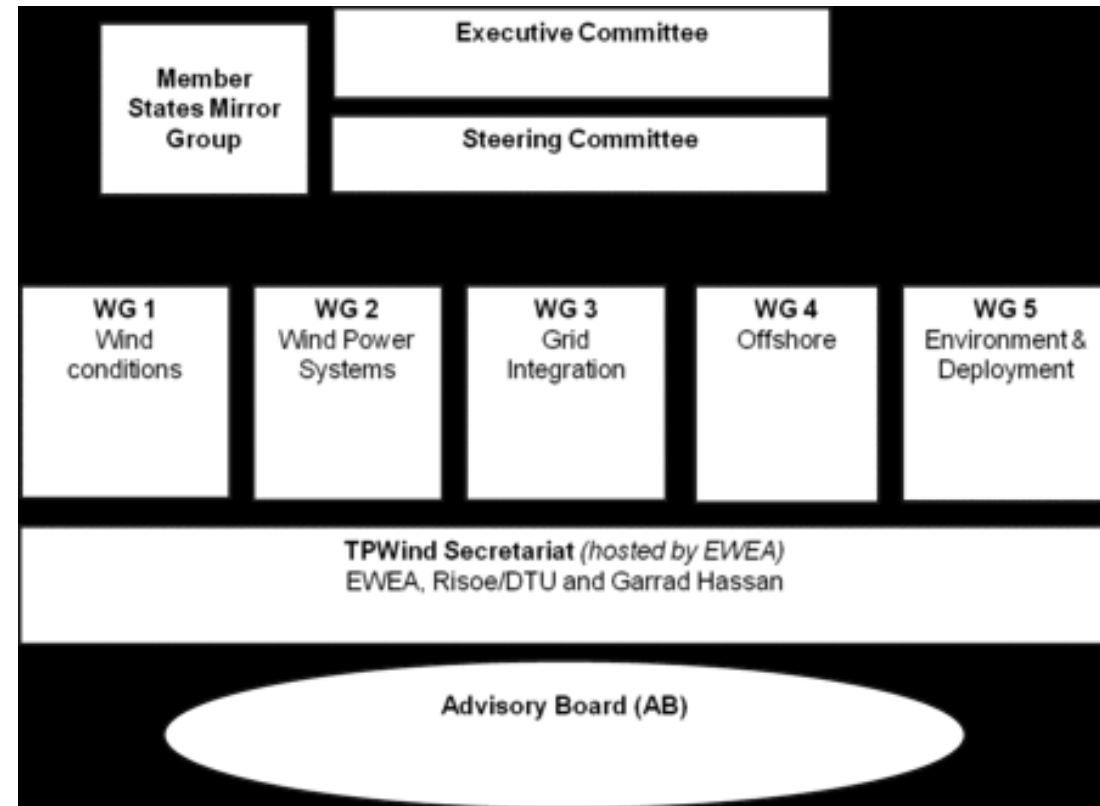 Member
States Mirror
Group
Executive Committee
Steering Committee
WG 1
Wind
conditions
WG 2
Wind Power
Systems
WG 3
Grid
Integration
WG 4
Offshore
WG 5
Environment &
Deployment
TPWind Secretariat (hosted by EWEA)
EWEA, Risoe/DTU and Garrad Hassan
Advisory Board (AB)